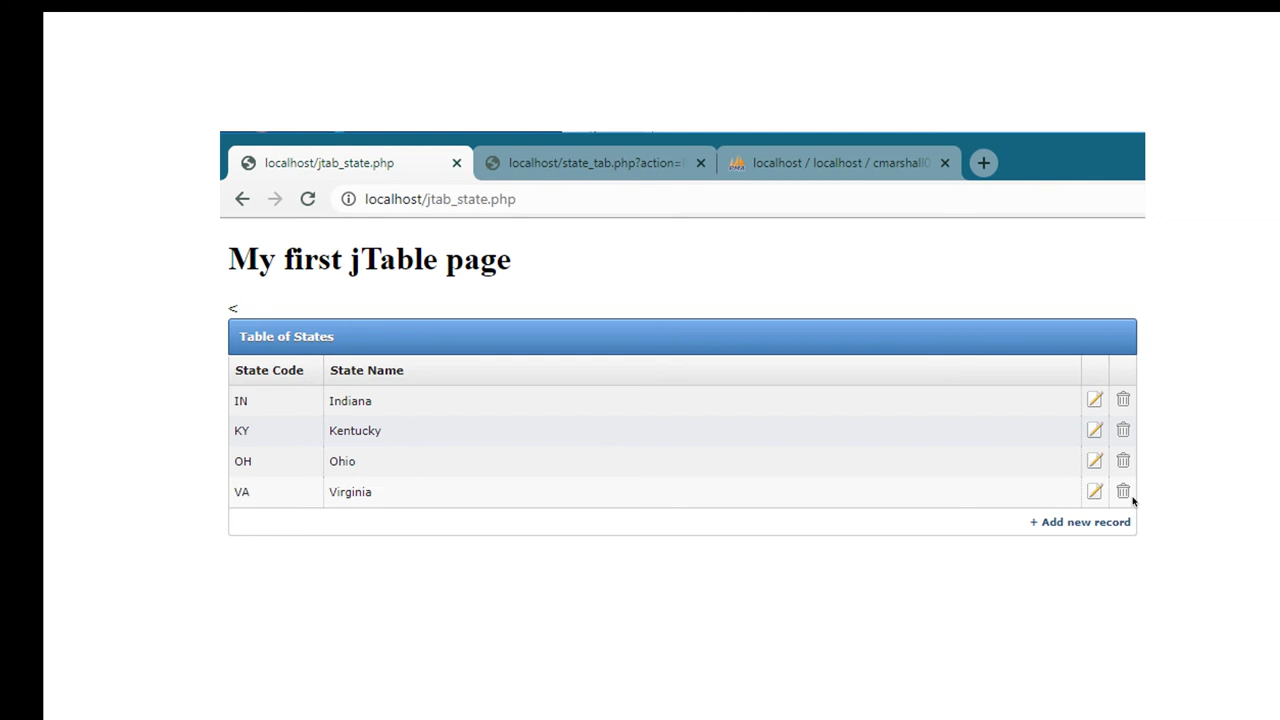 localhost/jtab_state.php
localhost/state_tab.php?action=
localhost / localhost / cmarshall0
localhost/jtab_state.php
My first jTable page
<
Table of States
State Code State Name
IN Indiana
KY Kentucky
OH Ohio
VA Virginia
+ Add new record